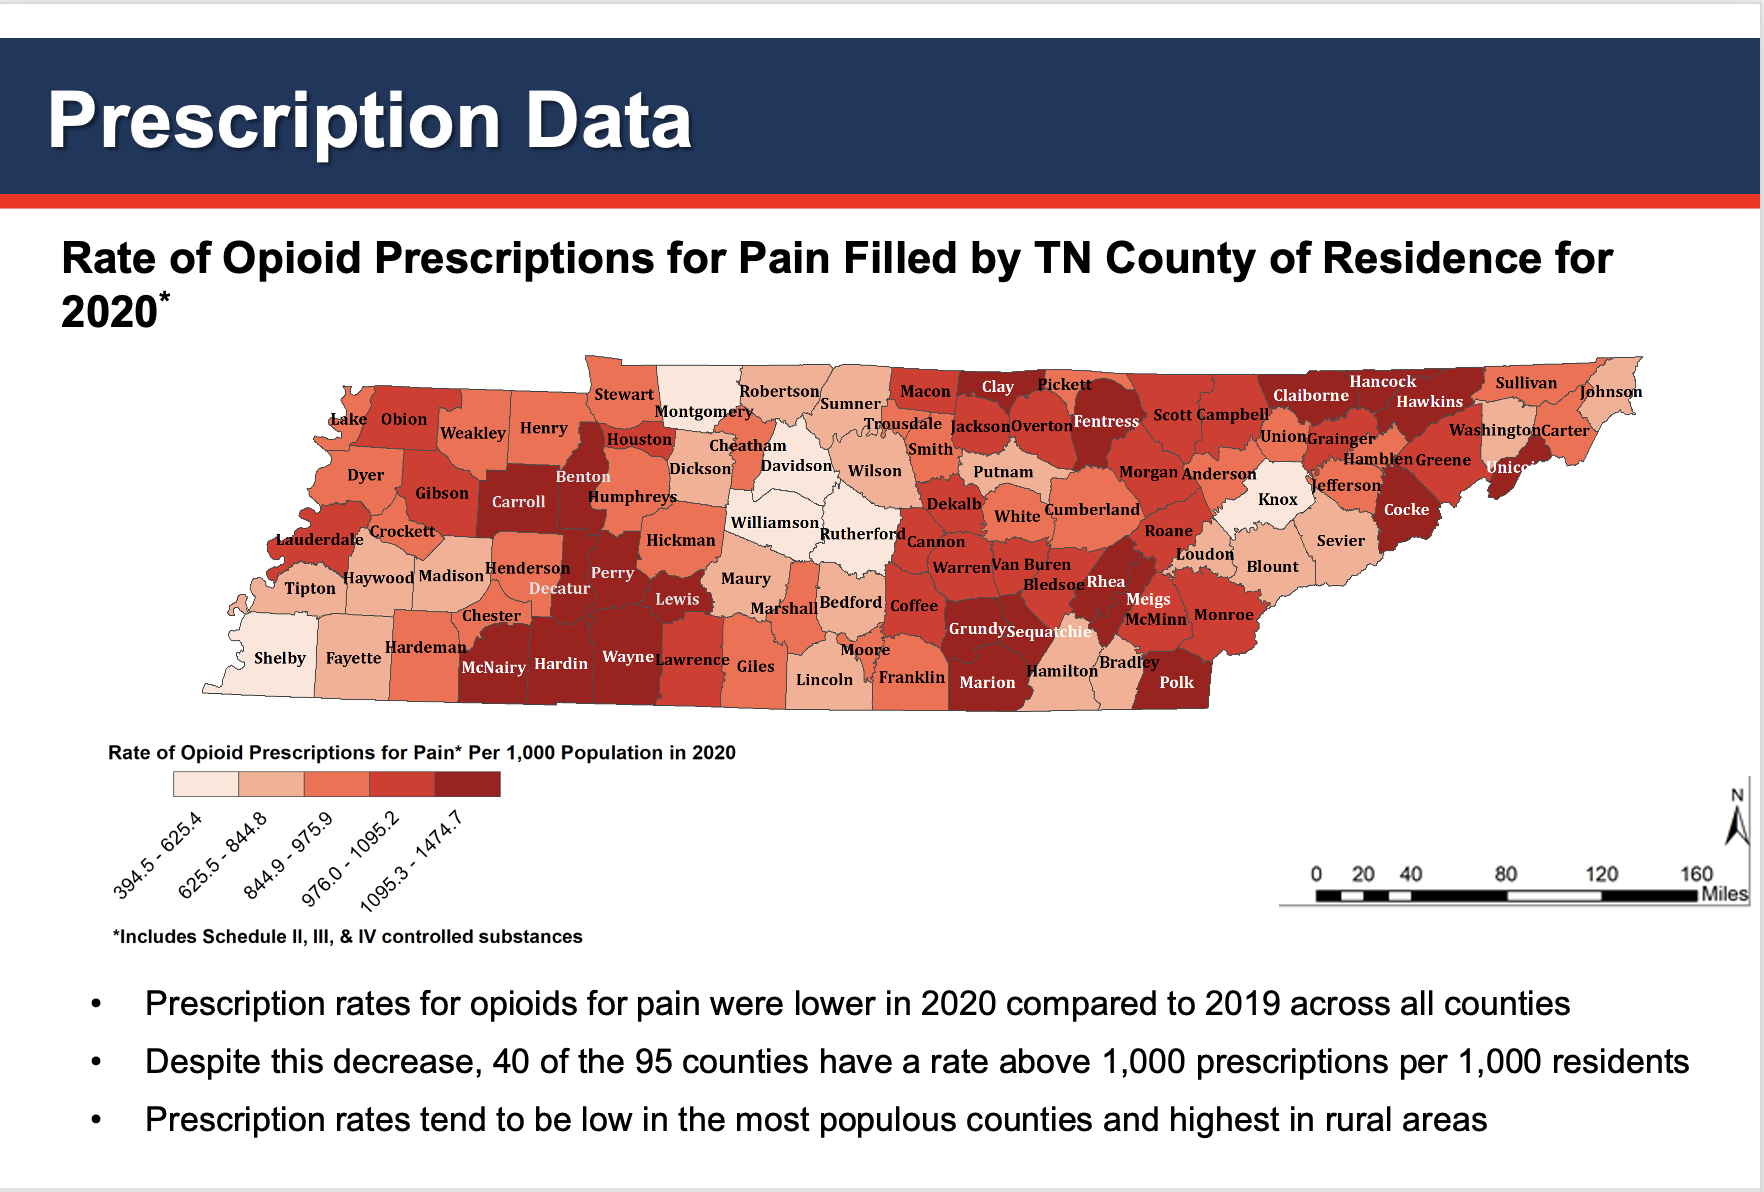 Prescription Data
Rate of Opioid Prescriptions for Pain Filled by TN County of Residence for
2020*
Stewart
Montgomery
Robertson
Sumner
Macon
Clay
Pickett
Fentress
Scott
Campbell
Claiborne
Hancock
Hawkins
Sullivan
Johnson
Lake
Obion
Weakley
Henry
Houston
Cheatham
Trousdale
Jackson
Overton
Union
Grainger
Washington
Carter
Dyer
Gibson
Carroll
Benton
Humphreys
Dickson
Davidson
Wilson
Smith
Putnam
Morgan
Anderson
Hamblen
Greene
Unicoi
Jefferson
Knox
Cocke
Lauderdale
Crockett
Hickman
Williamson
Rutherford
Dekalb
White
Cumberland
Roane
Loudon
Sevier
Blount
Cannon
Warren
Van Buren
Bledsoe
Rhea
Meigs
McMinn
Monroe
Tipton
Haywood
Madison
Henderson
Decatur
Perry
Lewis
Maury
Marshall
Bedford
Coffee
Grundy
Sequatchie
Chester
Shelby
Fayette
Hardeman
McNairy
Hardin
Wayne
Lawrence
Giles
Lincoln
Moore
Franklin
Marion
Hamilton
Bradley
Polk
Rate of Opioid Prescriptions for Pain* Per 1,000 Population in 2020
394.5 - 625.4
625.5 - 844.8
844.9 - 975.9
976.0 - 1095.2
1095.3 - 1474.7
N
0 20 40 80 120 160
Miles
*Includes Schedule II, III, & IV controlled substances
• Prescription rates for opioids for pain were lower in 2020 compared to 2019 across all counties
• Despite this decrease, 40 of the 95 counties have a rate above 1,000 prescriptions per 1,000 residents
• Prescription rates tend to be low in the most populous counties and highest in rural areas